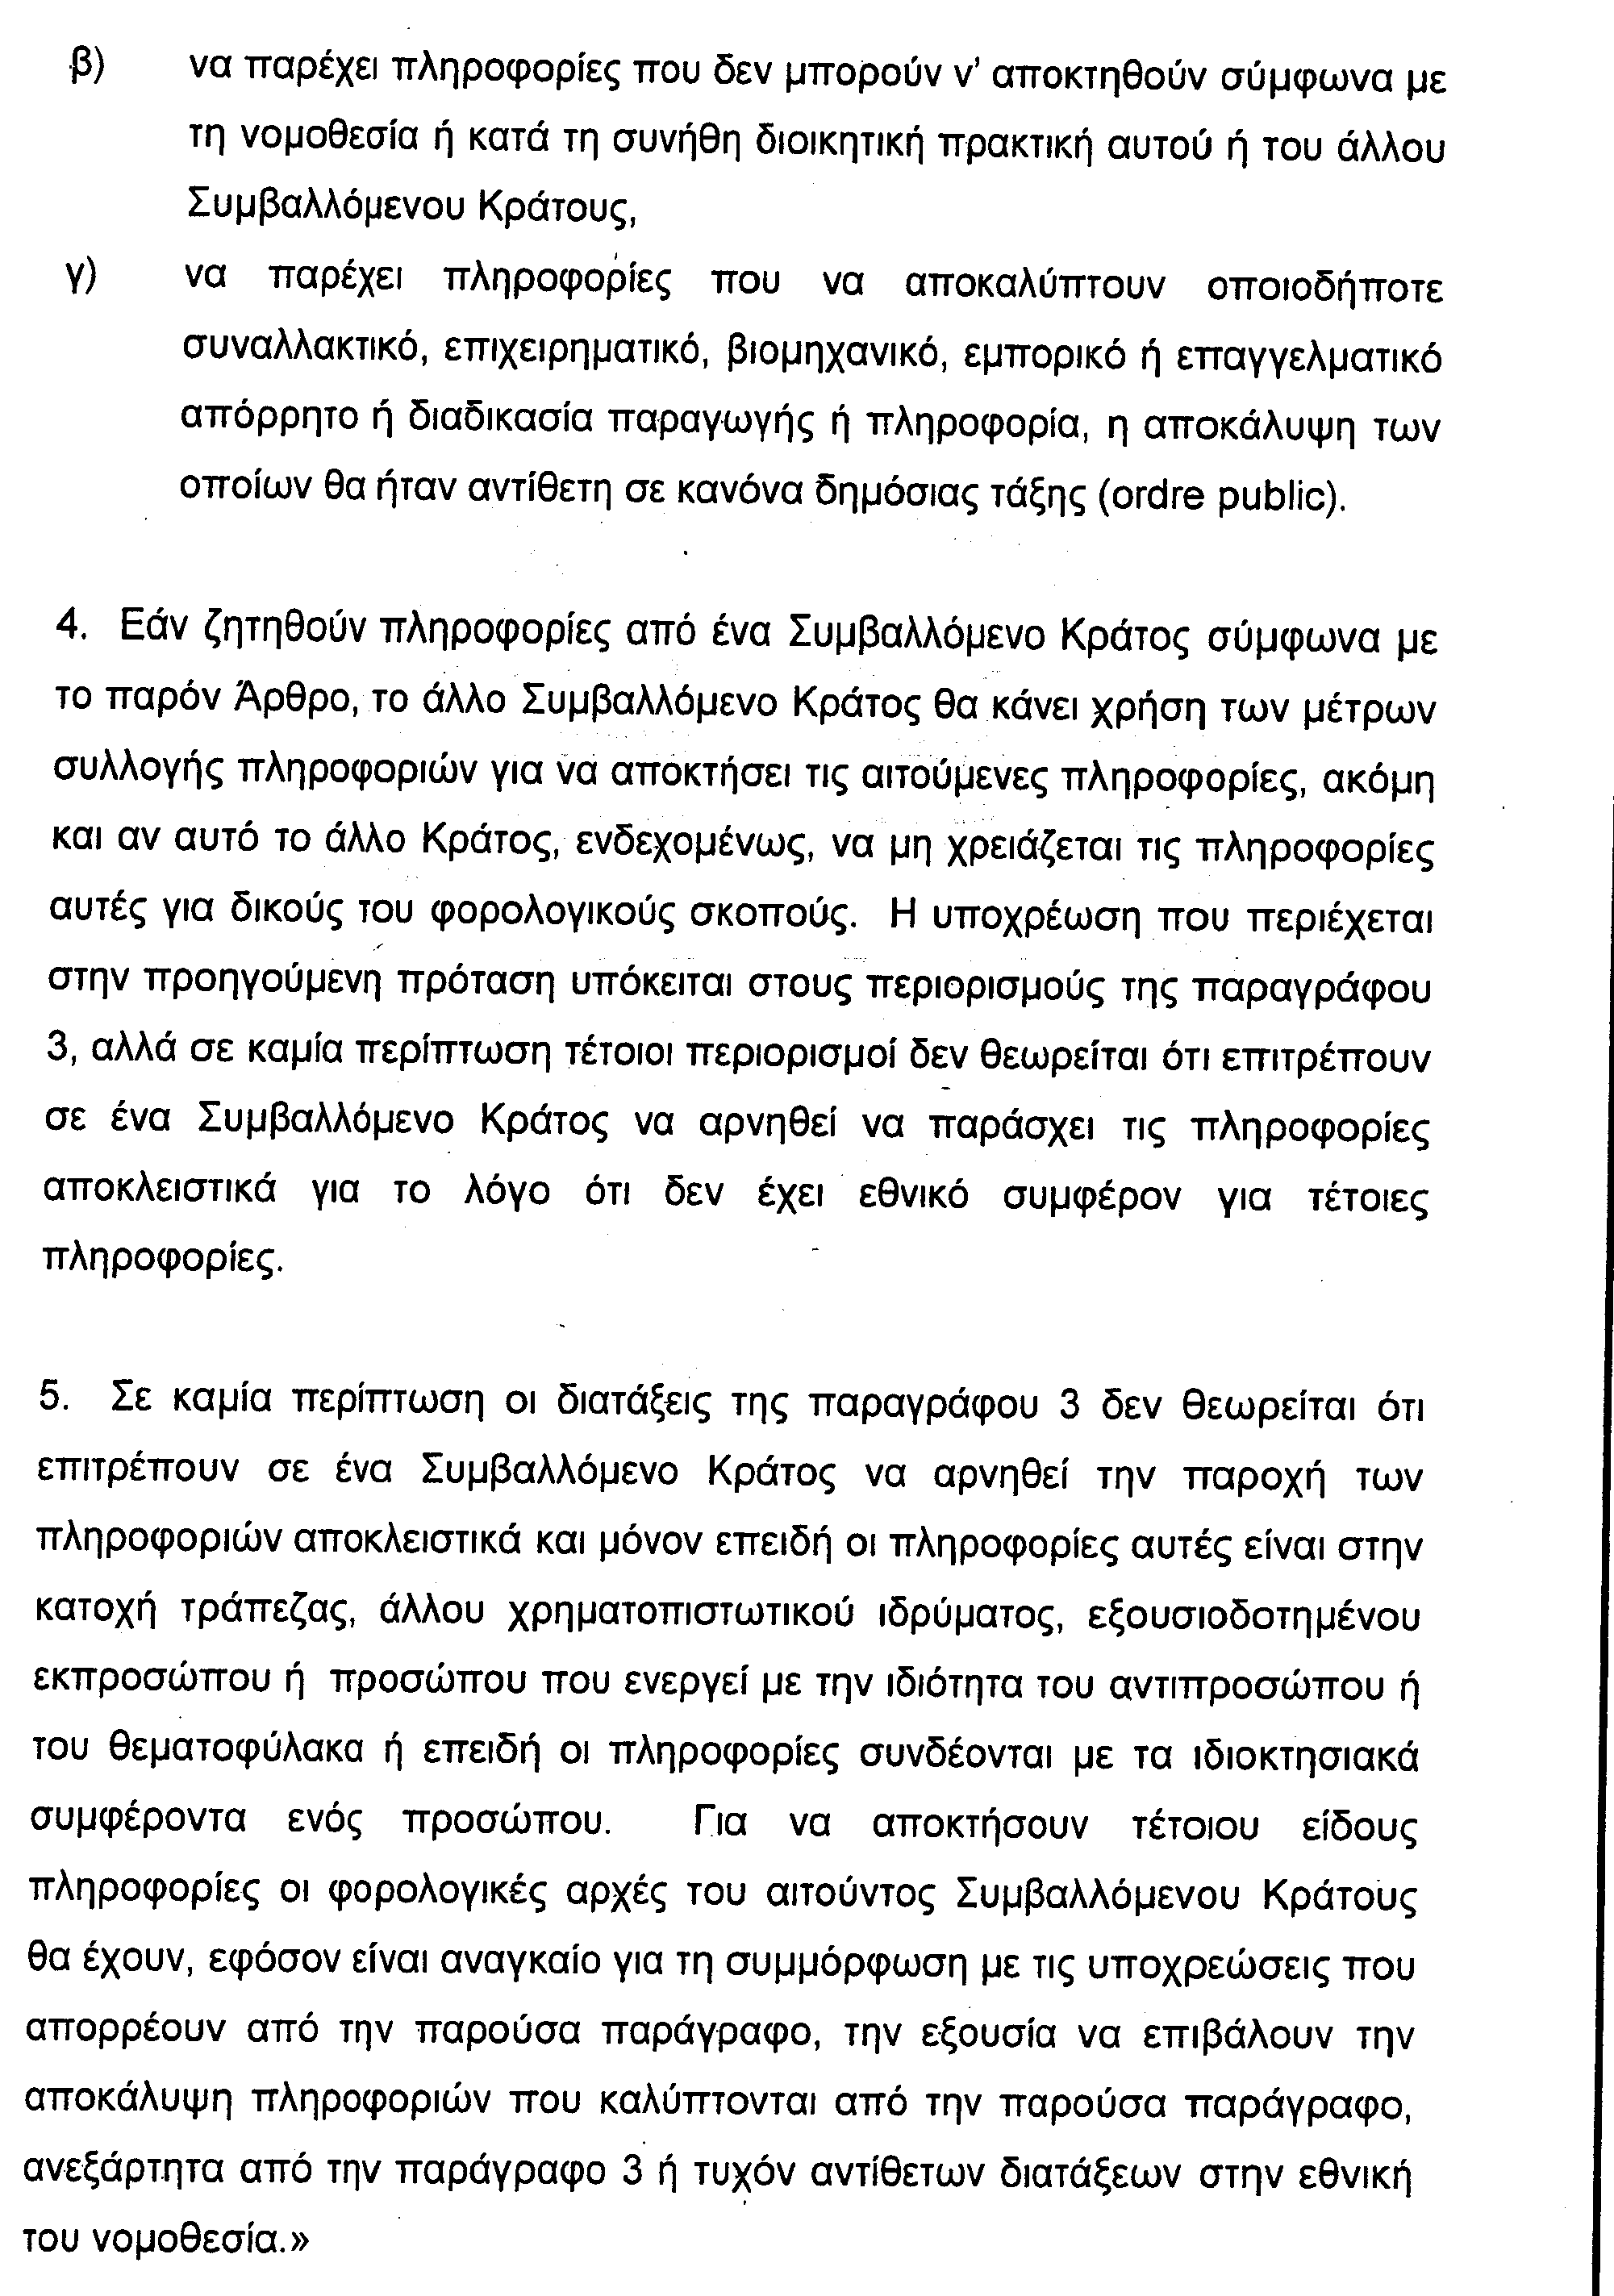 β) να παρέχει πληροφορίες που δεν μπορούν ν’ αποκτηθούν σύμφωνα με
τη νομοθεσία ή κατά τη συνήθη διοικητική πρακτική αυτού ή του άλλου
Συμβαλλόμενου Κράτους,
γ) να παρέχει πληροφορίες που να αποκαλύπτουν οποιοδήποτε
συναλλακτικό, επιχειρηματικό, βιομηχανικό, εμπορικό ή επαγγελματικό
απόρρητο ή διαδικασία παραγωγής ή πληροφορία, η αποκάλυψη των
οποίων θα ήταν αντίθετη σε κανόνα δημόσιας τάξης (ordre public).
4. Εάν ζητηθούν πληροφορίες από ένα Συμβαλλόμενο Κράτος σύμφωνα με
το παρόν Άρθρο, το άλλο Συμβαλλόμενο Κράτος θα κάνει χρήση των μέτρων
συλλογής πληροφοριών για να αποκτήσει τις αιτούμενες πληροφορίες, ακόμη
και αν αυτό το άλλο Κράτος, ενδεχομένως, να μη χρειάζεται τις πληροφορίες
αυτές για δικούς του φορολογικούς σκοπούς. Η υποχρέωση που περιέχεται
στην προηγούμενη πρόταση υπόκειται στους περιορισμούς της παραγράφου
3, αλλά σε καμία περίπτωση τέτοιοι περιορισμοί δεν θεωρείται ότι επιτρέπουν
σε ένα Συμβαλλόμενο Κράτος να αρνηθεί να παράσχει τις πληροφορίες
αποκλειστικά για το λόγο ότι δεν έχει εθνικό συμφέρον για τέτοιες
πληροφορίες.
5. Σε καμία περίπτωση οι διατάξεις της παραγράφου 3 δεν θεωρείται ότι
επιτρέπουν σε ένα Συμβαλλόμενο Κράτος να αρνηθεί την παροχή των
πληροφοριών αποκλειστικά και μόνον επειδή οι πληροφορίες αυτές είναι στην
κατοχή τράπεζας, άλλου χρηματοπιστωτικού ιδρύματος, εξουσιοδοτημένου
εκπροσώπου ή προσώπου που ενεργεί με την ιδιότητα του αντιπροσώπου ή
του θεματοφύλακα ή επειδή οι πληροφορίες συνδέονται με τα ιδιοκτησιακά
συμφέροντα ενός προσώπου. Για να αποκτήσουν τέτοιου είδους
πληροφορίες οι φορολογικές αρχές του αιτούντος Συμβαλλόμενου Κράτους
θα έχουν, εφόσον είναι αναγκαίο για τη συμμόρφωση με τις υποχρεώσεις που
απορρέουν από την παρούσα παράγραφο, την εξουσία να επιβάλουν την
αποκάλυψη πληροφοριών που καλύπτονται από την παρούσα παράγραφο,
ανεξάρτητα από την παράγραφο 3 ή τυχόν αντίθετων διατάξεων στην εθνική
του νομοθεσία.»